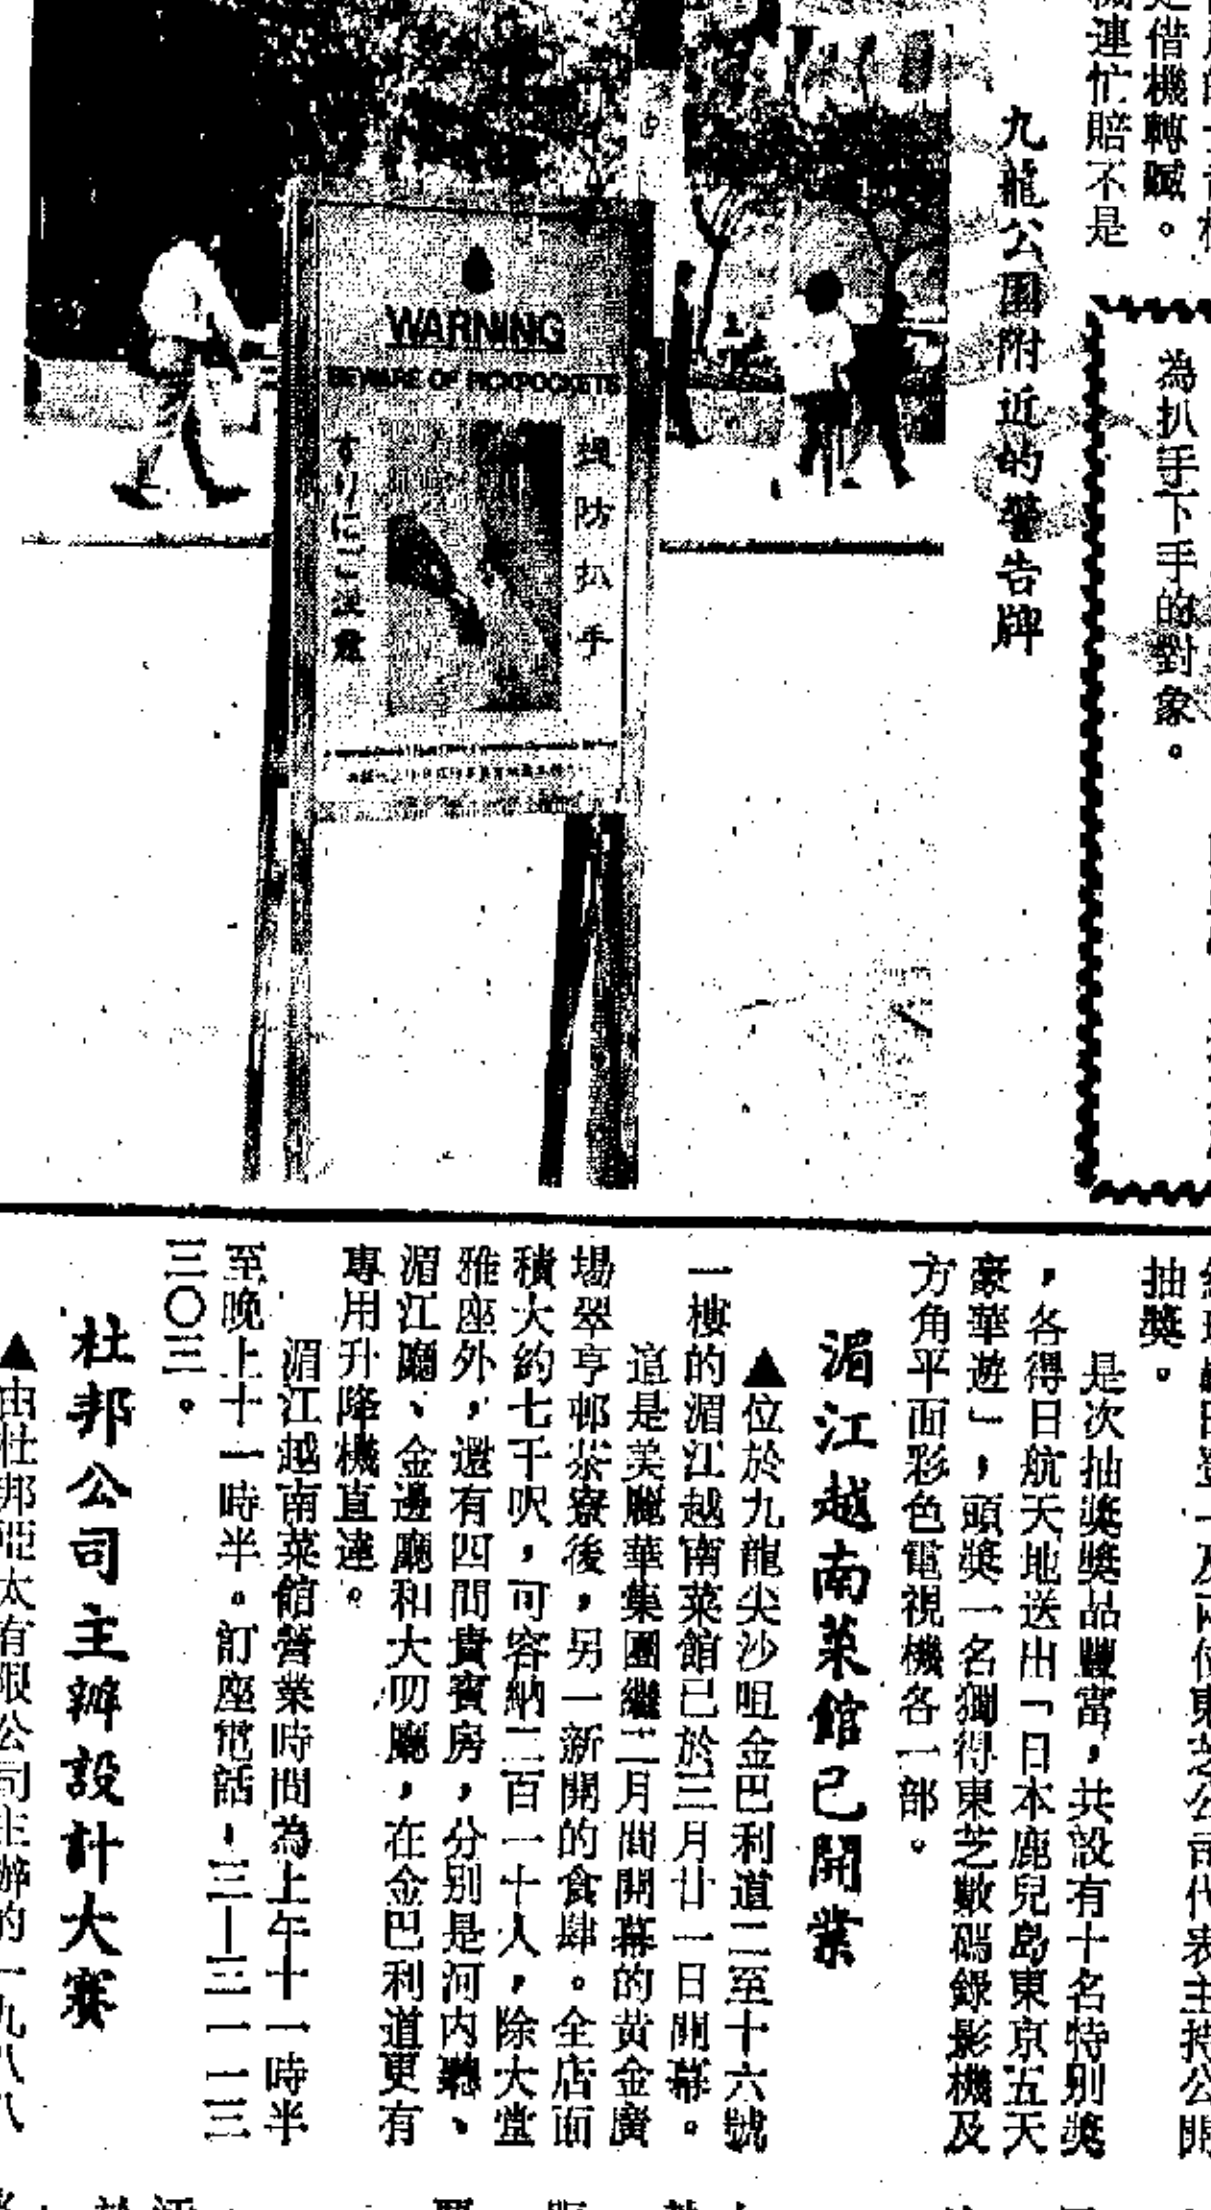 是借機轉贓。
連忙賠不是
為扒手下手的對象。
九龍公園附近的警告牌
WARNING
BEWARE OF PICKPOCKETS
提防扒手
すりにご注意
抽獎。
是次抽獎獎品豐富，共設有十名特別獎
，各得日航天地送出「日本鹿兒島東京五天
豪華遊」，頭獎一名獨得東芝數碼錄影機及
方角平面彩色電視機各一部。
湄江越南菜館已開業
▲位於九龍尖沙咀金巴利道二至十六號
一樓的湄江越南菜館已於三月廿一日開幕。
這是美麗華集團繼二月間開幕的黃金廣
場翠亨邨茶寮後，另一新開的食肆。全店面
積大約七千呎，可容納二百一十人，除大堂
雅座外，還有四間貴賓房，分別是河內廳、
湄江廳、金邊廳和大叻廳，在金巴利道更有
專用升降機直達。
湄江越南菜館營業時間為上午十一時半
至晚上十一時半。訂座電話，三—三一一三
三〇三。
杜邦公司主辦設計大賽
▲由杜邦亞太有限公司主辦的一九八八